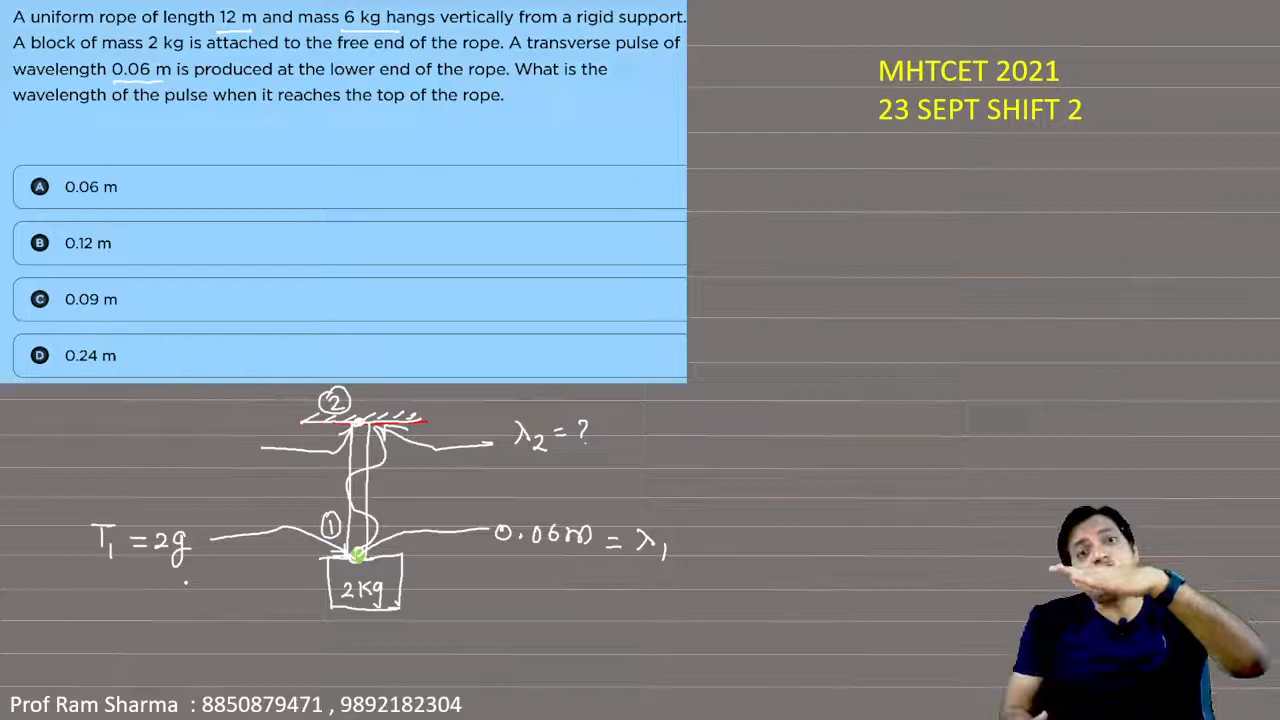 A uniform rope of length 12 m and mass 6 kg hangs vertically from a rigid support.
A block of mass 2 kg is attached to the free end of the rope. A transverse pulse of
wavelength 0.06 m is produced at the lower end of the rope. What is the
wavelength of the pulse when it reaches the top of the rope.
MHTCET 2021
23 SEPT SHIFT 2
A 0.06 m
B 0.12 m
C 0.09 m
D 0.24 m
2
λ2 = ?
1
T1 = 2g
0.06m = λ1
2 Kg
Prof Ram Sharma : 8850879471 , 9892182304